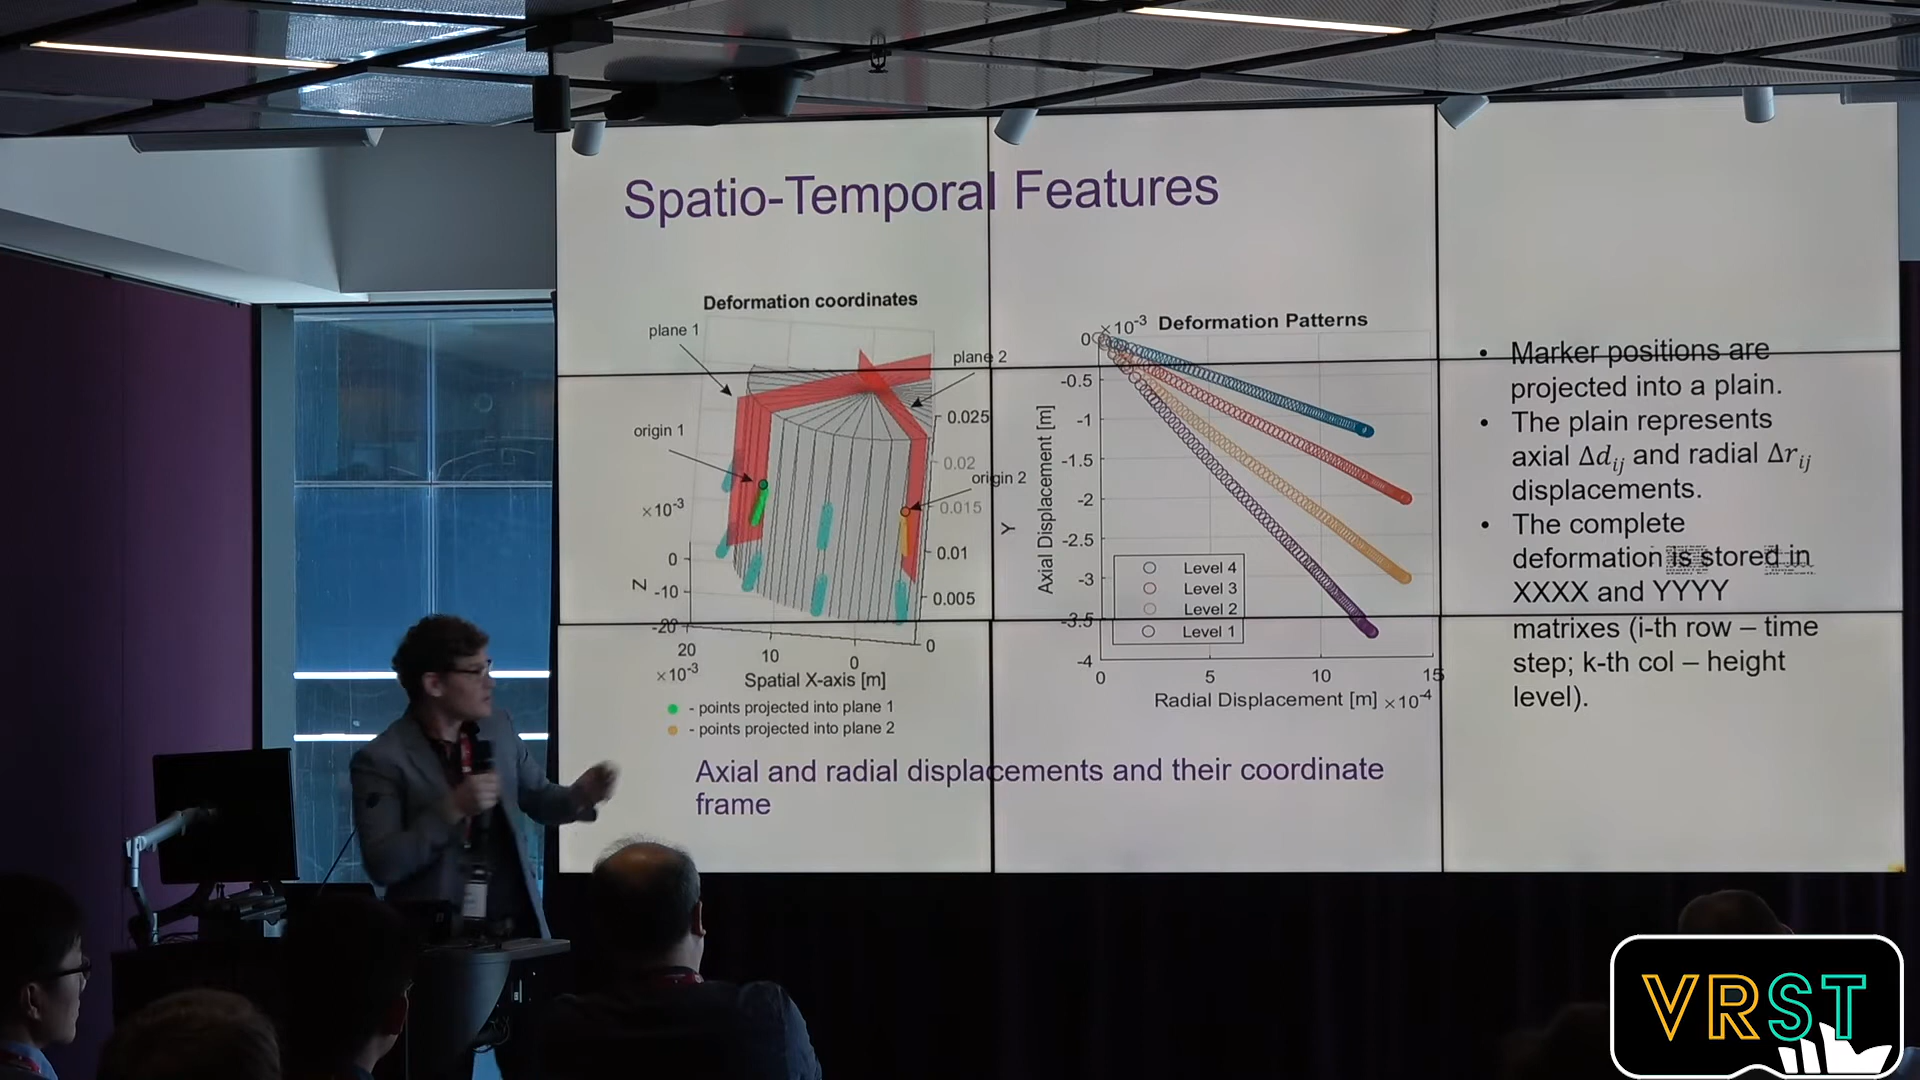 Spatio-Temporal Features
Deformation coordinates
plane 1
plane 2
origin 1
origin 2
0.025
0.02
0.015
0.01
0.005
0
Y
×10-3
0
-10
-20
Z
20
10
0
×10-3
Spatial X-axis [m]
- points projected into plane 1
- points projected into plane 2
×10-3
Deformation Patterns
0
-0.5
-1
-1.5
-2
-2.5
-3
-3.5
-4
Axial Displacement [m]
Level 4
Level 3
Level 2
Level 1
0
5
10
15
Radial Displacement [m] ×10-4
• Marker positions are
projected into a plain.
• The plain represents
axial Δdij and radial Δrij
displacements.
• The complete
deformation is stored in
XXXX and YYYY
matrixes (i-th row – time
step; k-th col – height
level).
Axial and radial displacements and their coordinate
frame
VRST